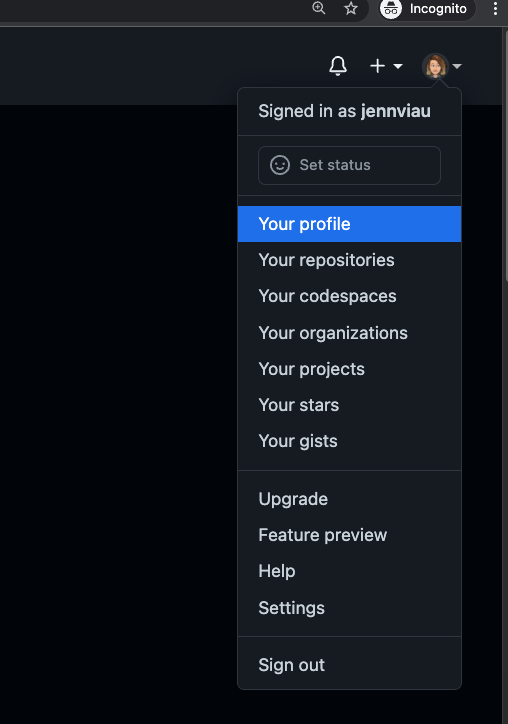 Incognito
Signed in as jennviau
Set status
Your profile
Your repositories
Your codespaces
Your organizations
Your projects
Your stars
Your gists
Upgrade
Feature preview
Help
Settings
Sign out